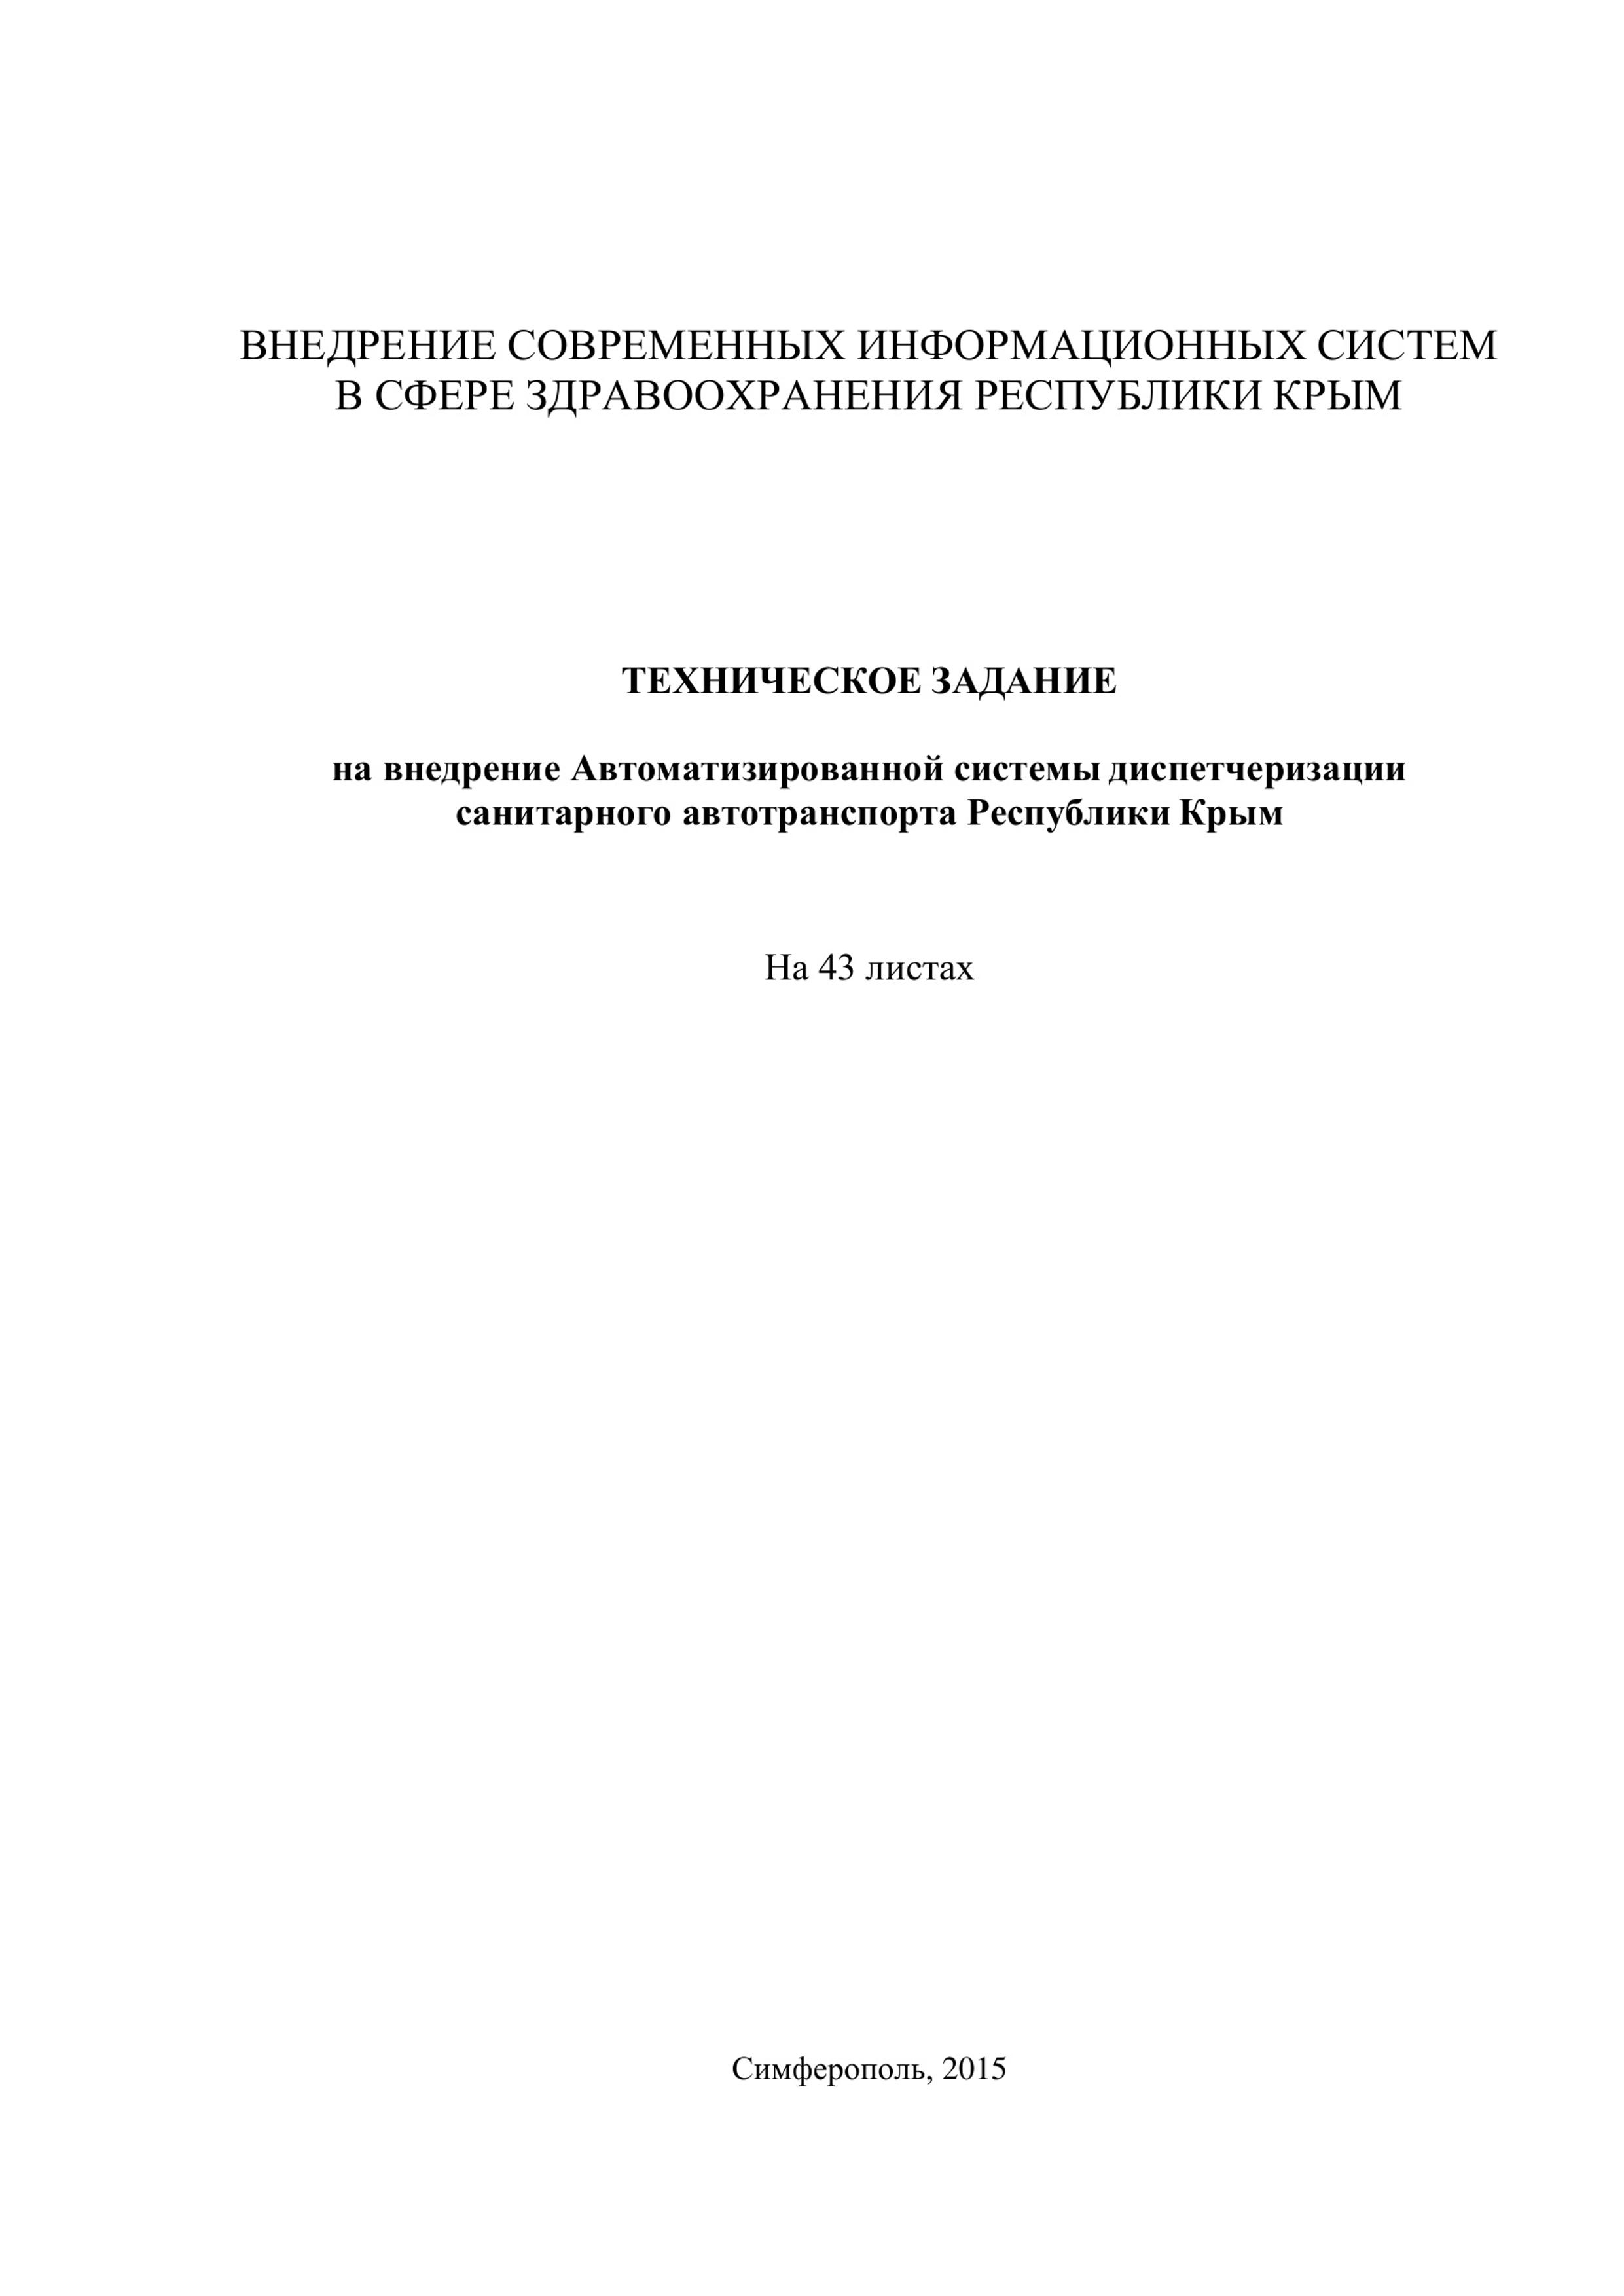 ВНЕДРЕНИЕ СОВРЕМЕННЫХ ИНФОРМАЦИОННЫХ СИСТЕМ
В СФЕРЕ ЗДРАВООХРАНЕНИЯ РЕСПУБЛИКИ КРЫМ
ТЕХНИЧЕСКОЕ ЗАДАНИЕ
на внедрение Автоматизированной системы диспетчеризации
санитарного автотранспорта Республики Крым
На 43 листах
Симферополь, 2015